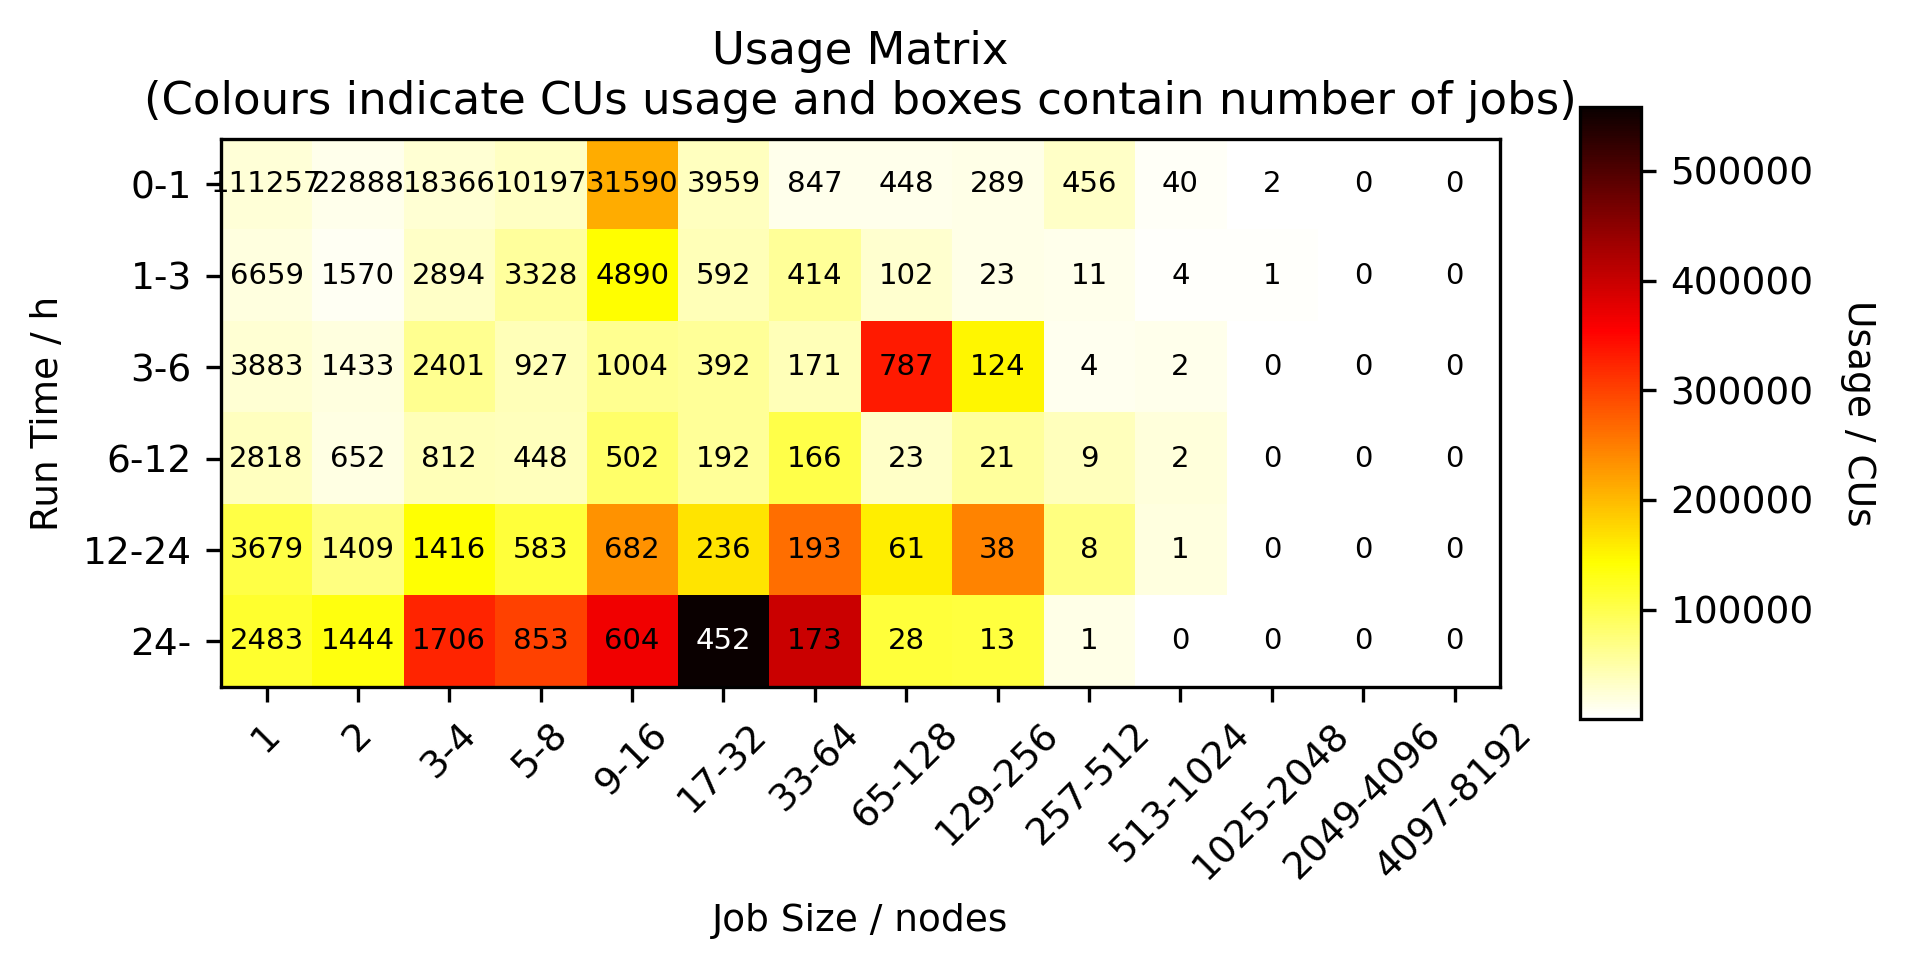 Usage Matrix
(Colours indicate CUs usage and boxes contain number of jobs)
0-1 111257 22888 18366 10197 31590 3959 847 448 289 456 40 2 0 0
1-3 6659 1570 2894 3328 4890 592 414 102 23 11 4 1 0 0
3-6 3883 1433 2401 927 1004 392 171 787 124 4 2 0 0 0
6-12 2818 652 812 448 502 192 166 23 21 9 2 0 0 0
12-24 3679 1409 1416 583 682 236 193 61 38 8 1 0 0 0
24- 2483 1444 1706 853 604 452 173 28 13 1 0 0 0 0
Run Time / h
1 2 3-4 5-8 9-16 17-32 33-64 65-128 129-256 257-512 513-1024 1025-2048 2049-4096 4097-8192
Job Size / nodes
500000
400000
300000
200000
100000
Usage / CUs